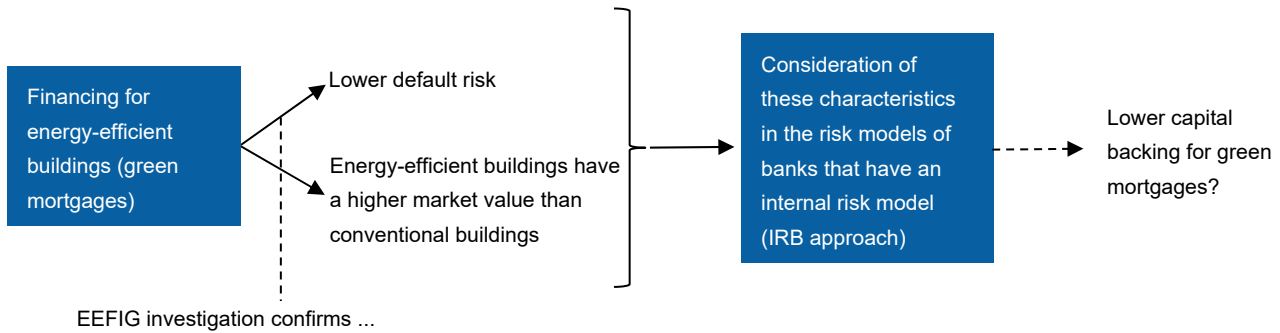 Financing for
energy-efficient
buildings (green
mortgages)
Lower default risk
Energy-efficient buildings have
a higher market value than
conventional buildings
EEFIG investigation confirms ...
Consideration of
these characteristics
in the risk models of
banks that have an
internal risk model
(IRB approach)
Lower capital
backing for green
mortgages?